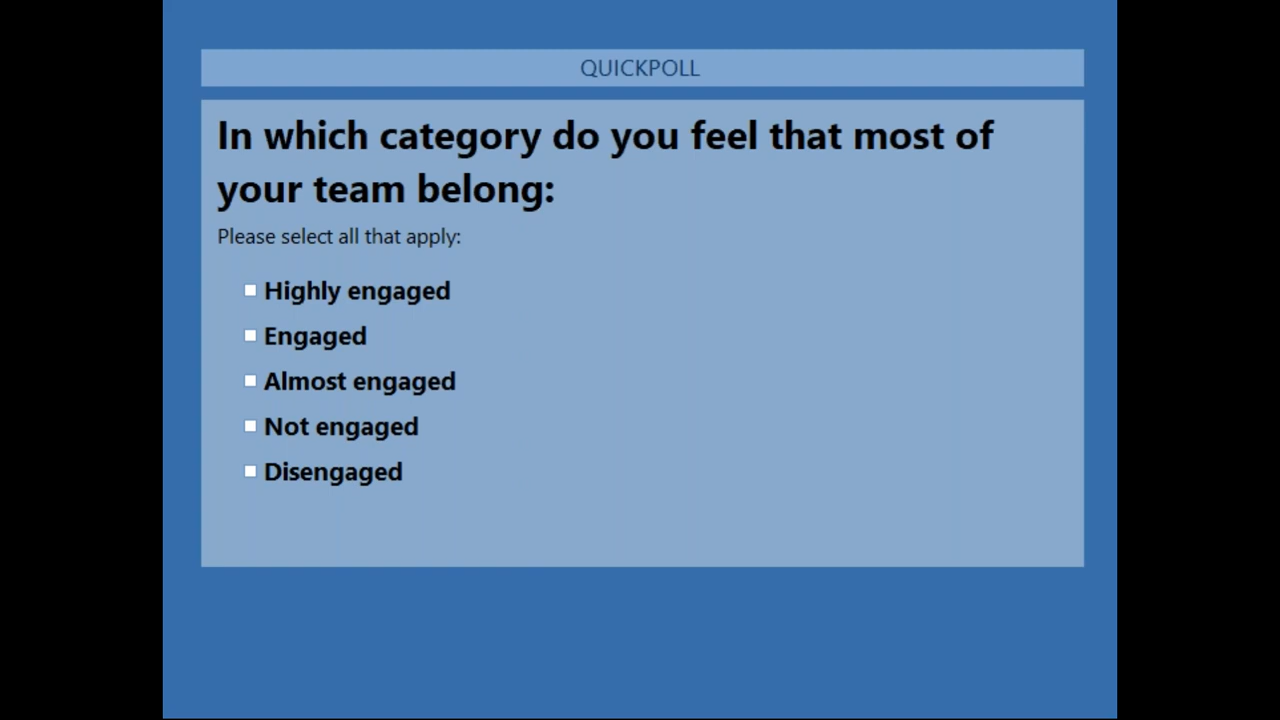 QUICKPOLL
In which category do you feel that most of
your team belong:
Please select all that apply:
Highly engaged
Engaged
Almost engaged
Not engaged
Disengaged